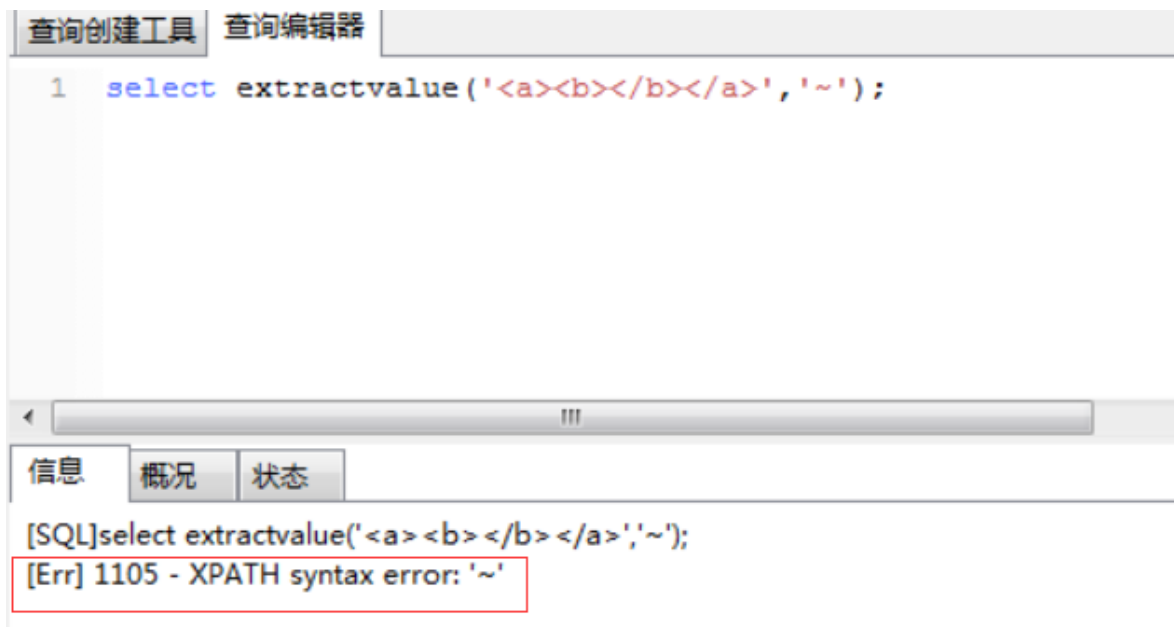 查询创建工具 查询编辑器
1 select extractvalue('<a><b></b></a>','~');
信息 概况 状态
[SQL]select extractvalue('<a><b></b></a>','~');
[Err] 1105 - XPATH syntax error: '~'